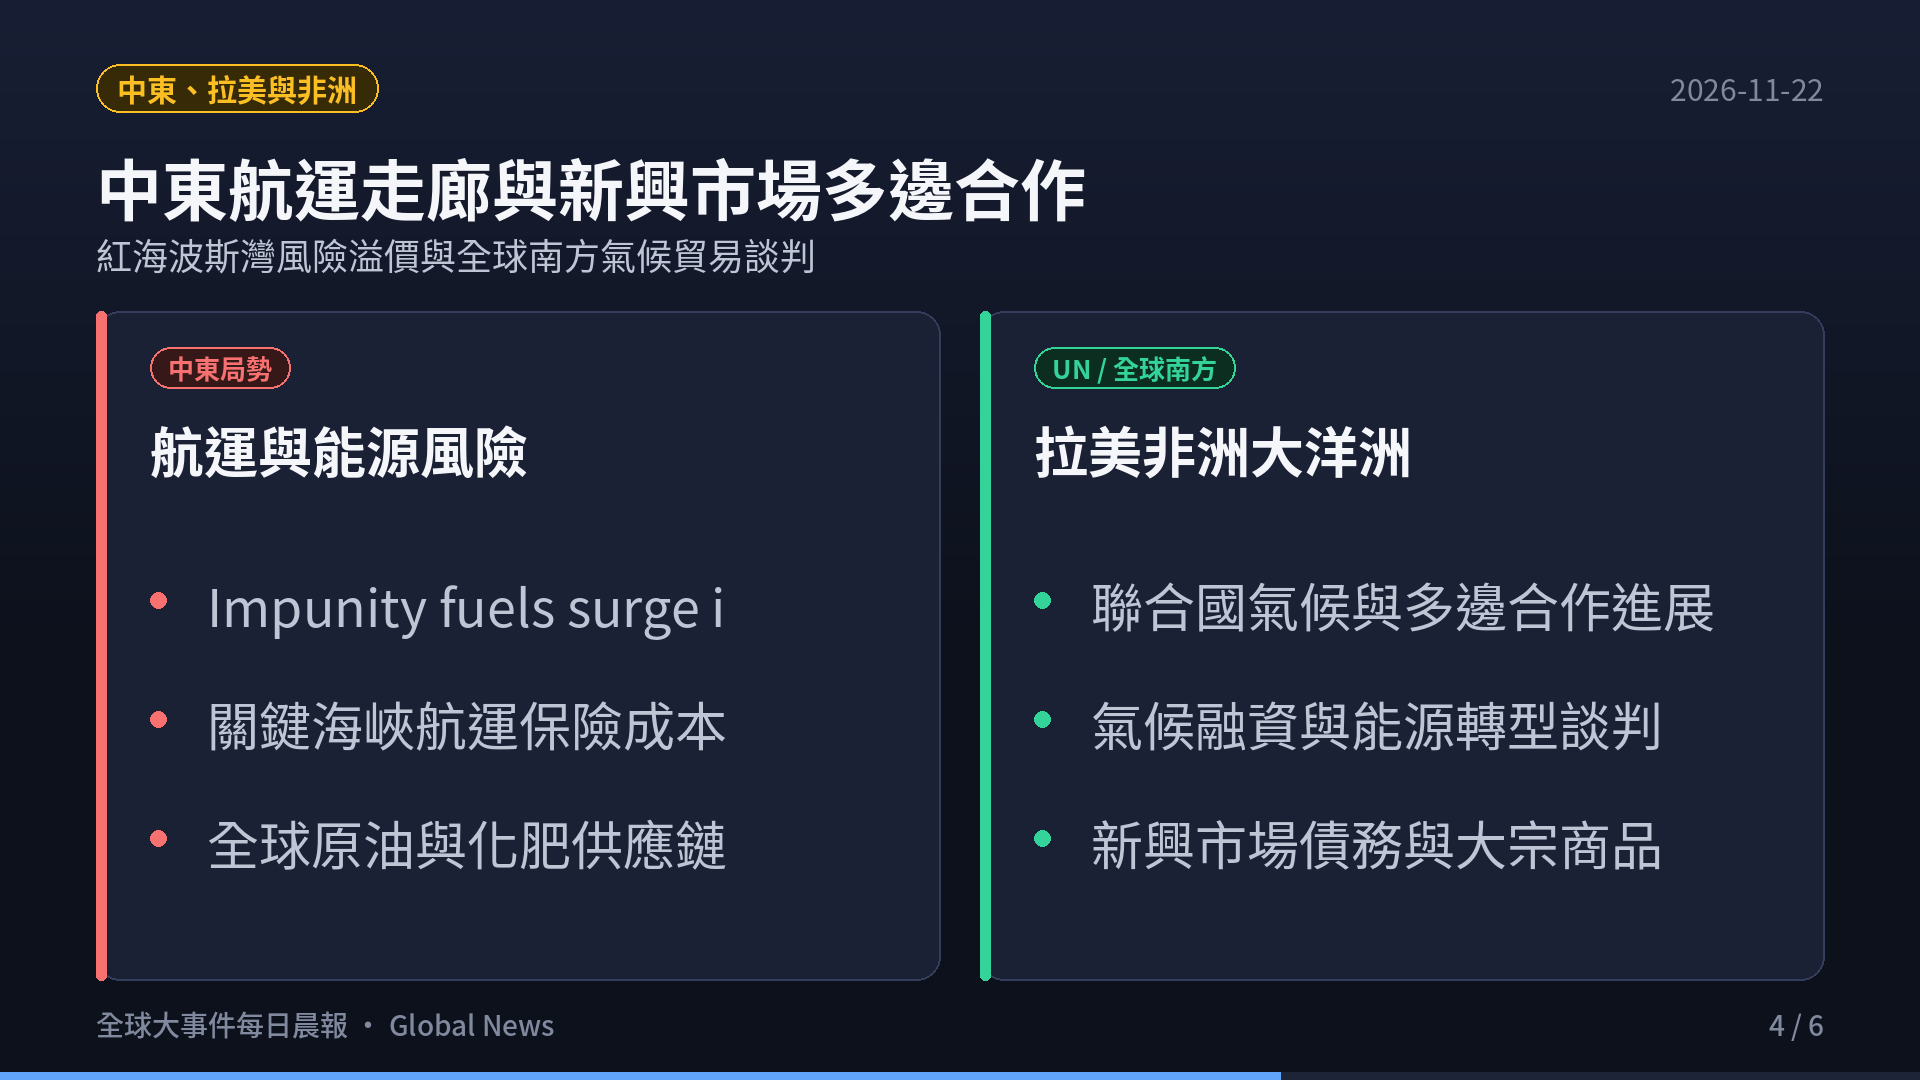 中東、拉美與非洲
2026-11-22
中東航運走廊與新興市場多邊合作
紅海波斯灣風險溢價與全球南方氣候貿易談判
中東局勢
航運與能源風險
Impunity fuels surge i
關鍵海峽航運保險成本
全球原油與化肥供應鏈
UN / 全球南方
拉美非洲大洋洲
聯合國氣候與多邊合作進展
氣候融資與能源轉型談判
新興市場債務與大宗商品
全球大事件每日晨報 • Global News
4 / 6